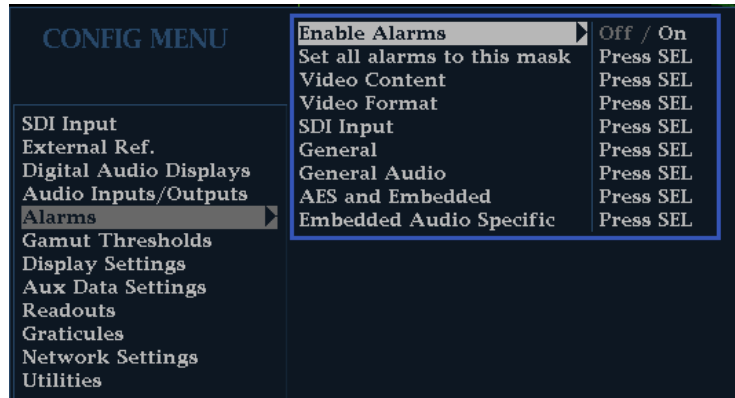 CONFIG MENU
SDI Input
External Ref.
Digital Audio Displays
Audio Inputs/Outputs
Alarms
Gamut Thresholds
Display Settings
Aux Data Settings
Readouts
Graticules
Network Settings
Utilities
Enable Alarms Off / On
Set all alarms to this mask Press SEL
Video Content Press SEL
Video Format Press SEL
SDI Input Press SEL
General Press SEL
General Audio Press SEL
AES and Embedded Press SEL
Embedded Audio Specific Press SEL